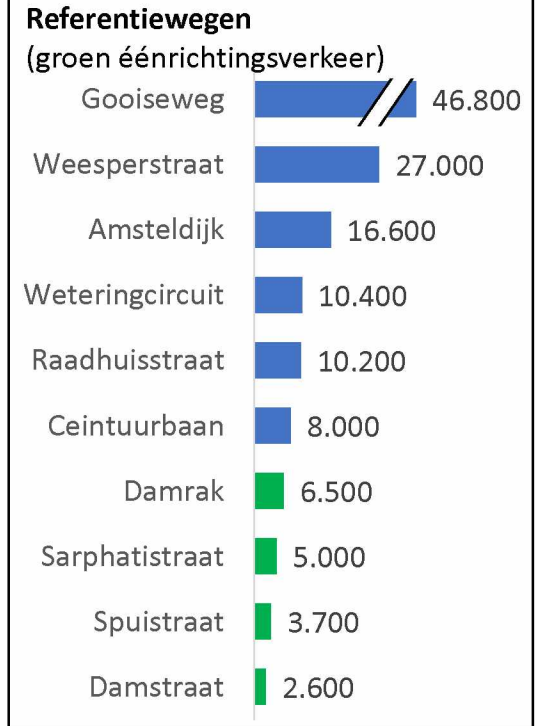 Referentiewegen
(groen éénrichtingsverkeer)
Gooiseweg 46.800
Weesperstraat 27.000
Amsteldijk 16.600
Weteringcircuit 10.400
Raadhuisstraat 10.200
Ceintuurbaan 8.000
Damrak 6.500
Sarphatistraat 5.000
Spuistraat 3.700
Damstraat 2.600